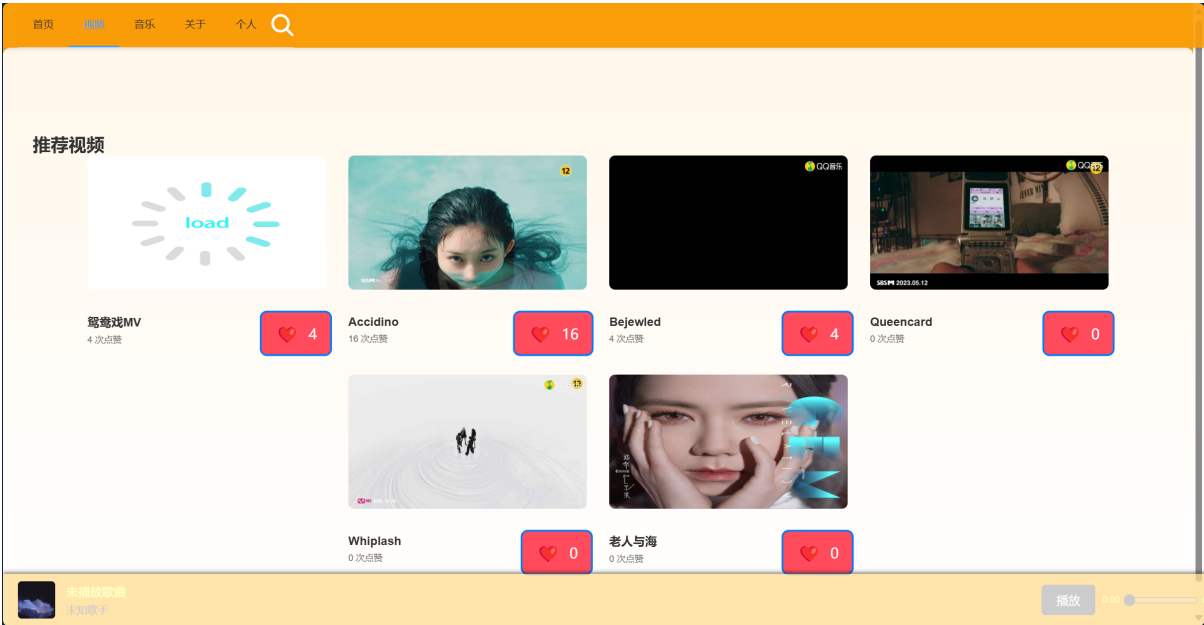 首页 视频 音乐 关于 个人
推荐视频
load
12
QQ音乐
QQ音乐
12
SBS M 2023.05.12
鸳鸯戏MV
4 次点赞
4
Accidino
16 次点赞
16
Bejewled
4 次点赞
4
Queencard
0 次点赞
0
Whiplash
0 次点赞
0
老人与海
0 次点赞
0
未播放歌曲
未知歌手
播放
0:00